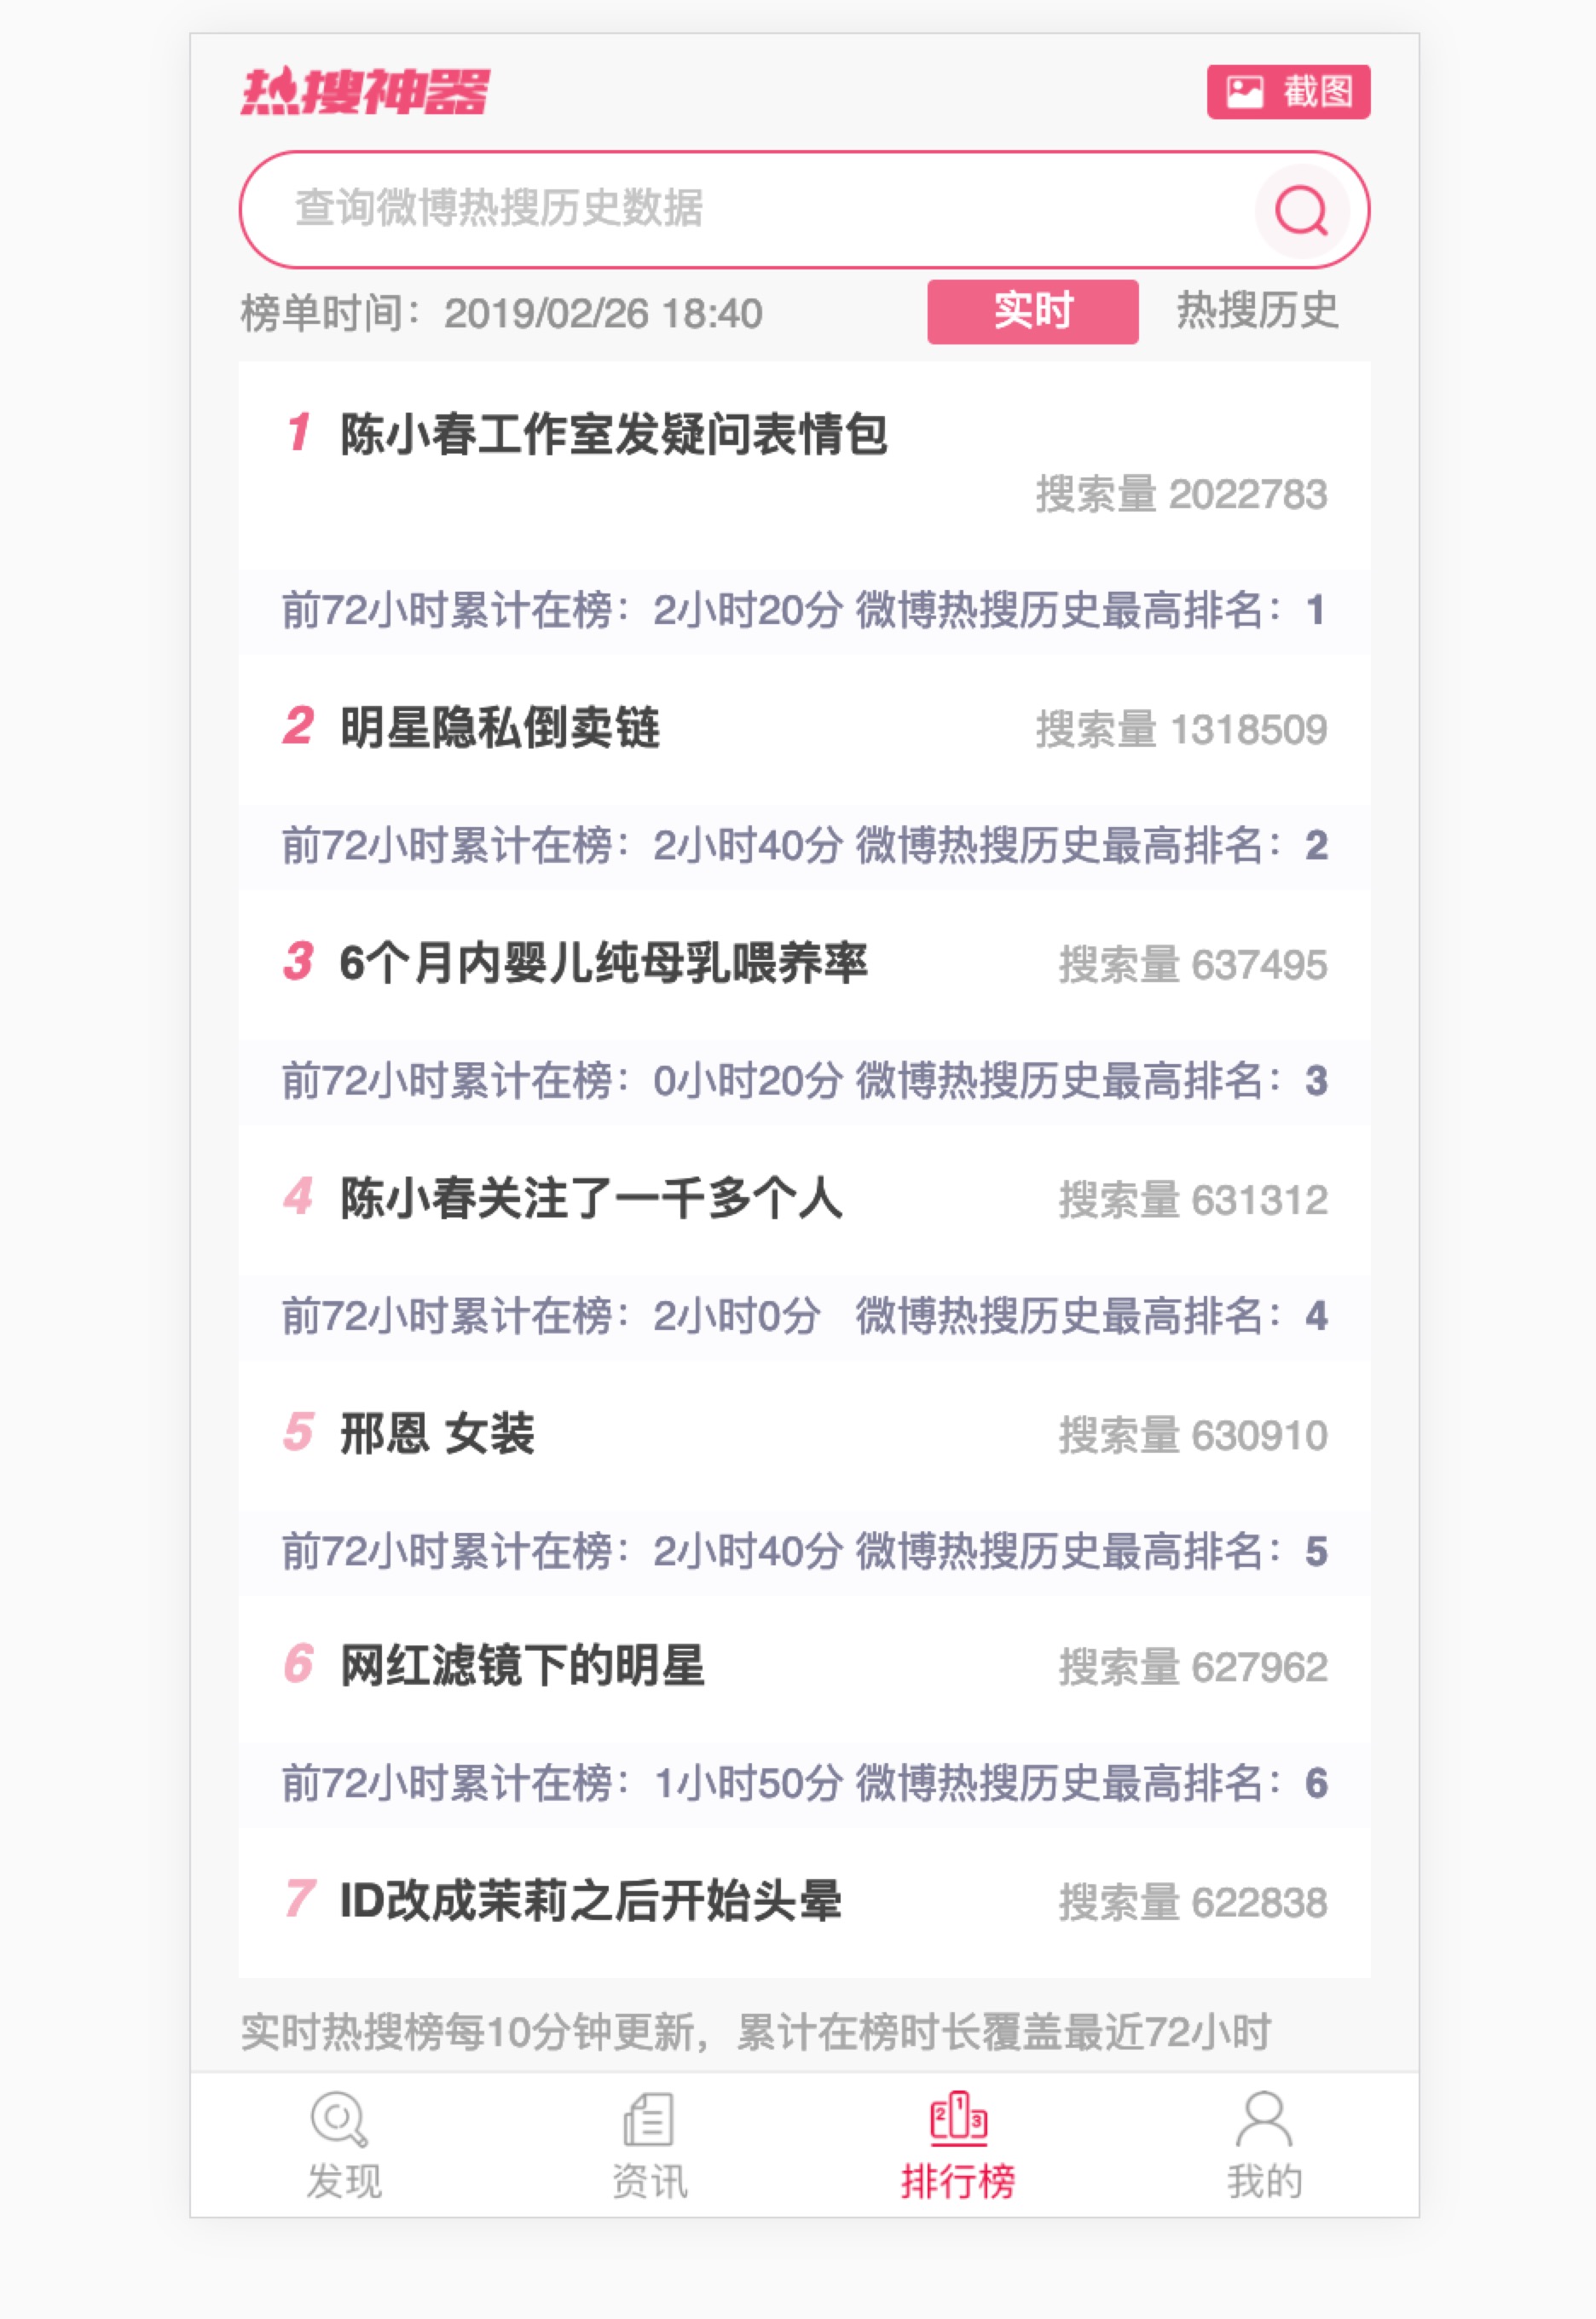 热搜神器
截图
查询微博热搜历史数据
榜单时间：2019/02/26 18:40 实时 热搜历史
1 陈小春工作室发疑问表情包
搜索量 2022783
前72小时累计在榜：2小时20分 微博热搜历史最高排名：1
2 明星隐私倒卖链 搜索量 1318509
前72小时累计在榜：2小时40分 微博热搜历史最高排名：2
3 6个月内婴儿纯母乳喂养率 搜索量 637495
前72小时累计在榜：0小时20分 微博热搜历史最高排名：3
4 陈小春关注了一千多个人 搜索量 631312
前72小时累计在榜：2小时0分 微博热搜历史最高排名：4
5 邢恩 女装 搜索量 630910
前72小时累计在榜：2小时40分 微博热搜历史最高排名：5
6 网红滤镜下的明星 搜索量 627962
前72小时累计在榜：1小时50分 微博热搜历史最高排名：6
7 ID改成茉莉之后开始头晕 搜索量 622838
实时热搜榜每10分钟更新，累计在榜时长覆盖最近72小时
2 1 3
发现 资讯 排行榜 我的